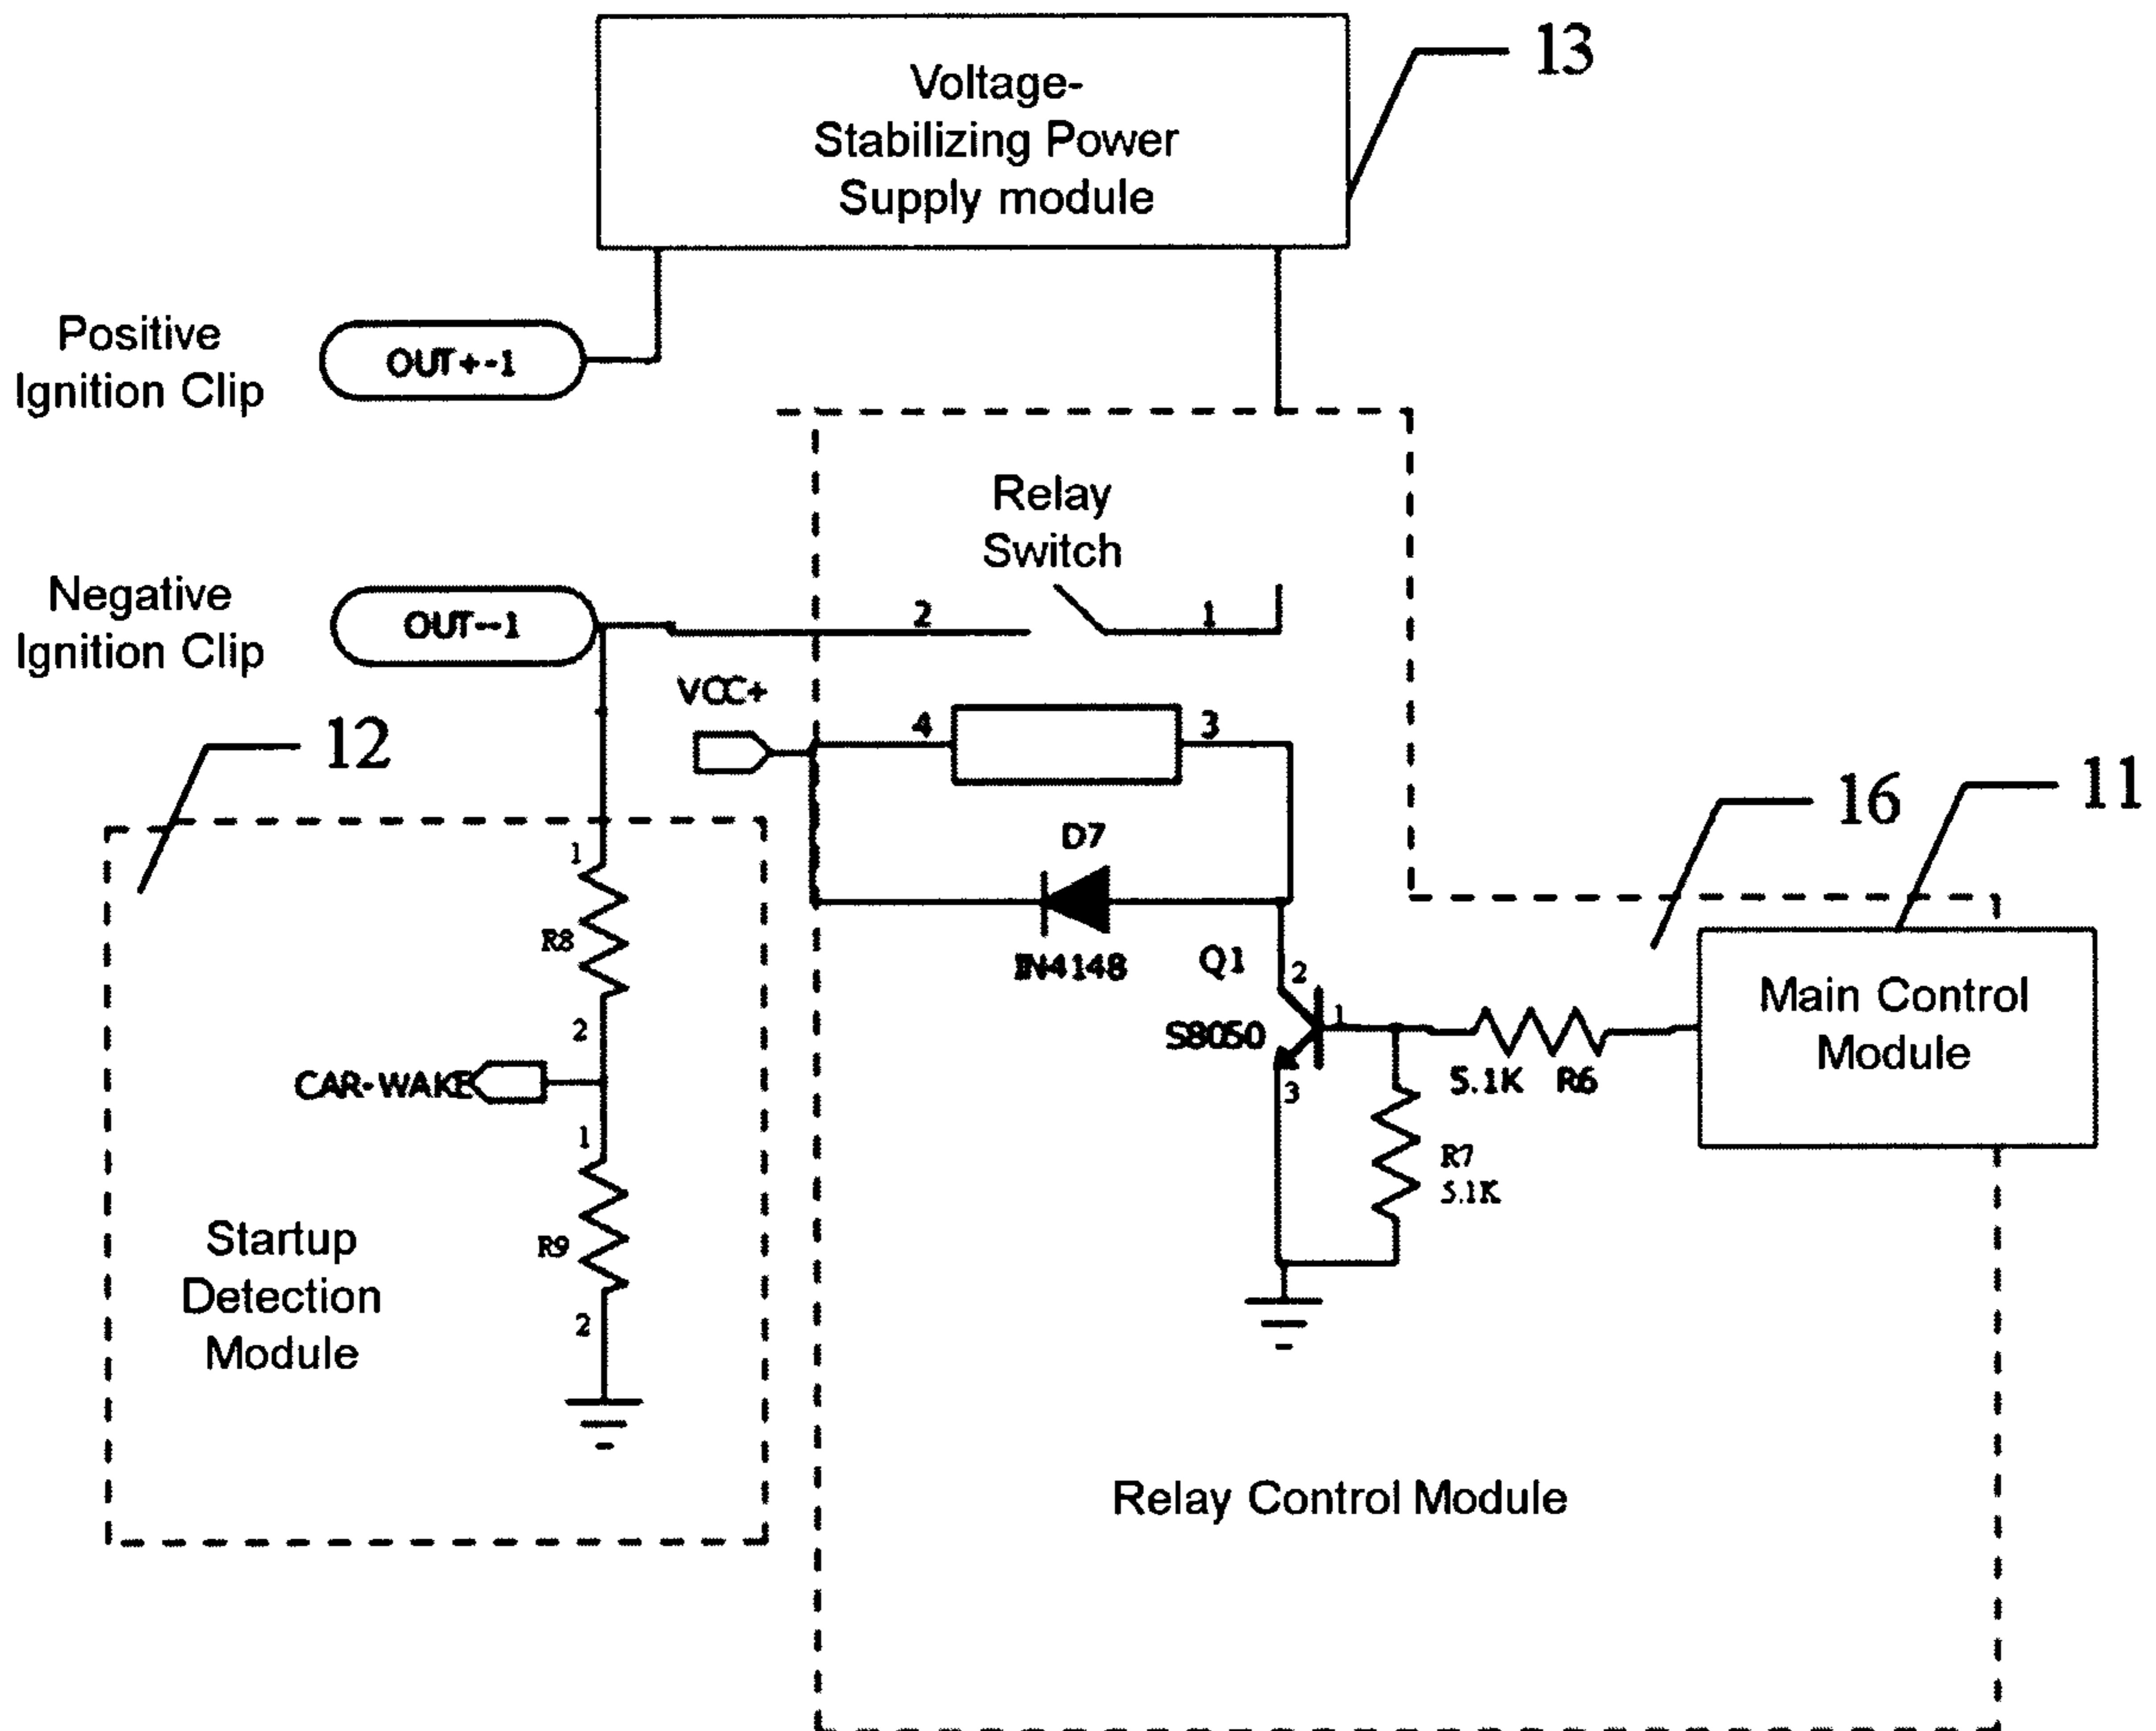 13
Voltage-
Stabilizing Power
Supply module
Positive
Ignition Clip
OUT+-1
Relay
Switch
Negative
Ignition Clip
OUT--1
2
1
VCC+
4
3
12
D7
IN4148
16
11
Main Control
Module
1
R8
2
CAR-WAKE
1
R9
2
Startup
Detection
Module
Q1
2
S8050
1
3
5.1K R6
R7
5.1K
Relay Control Module